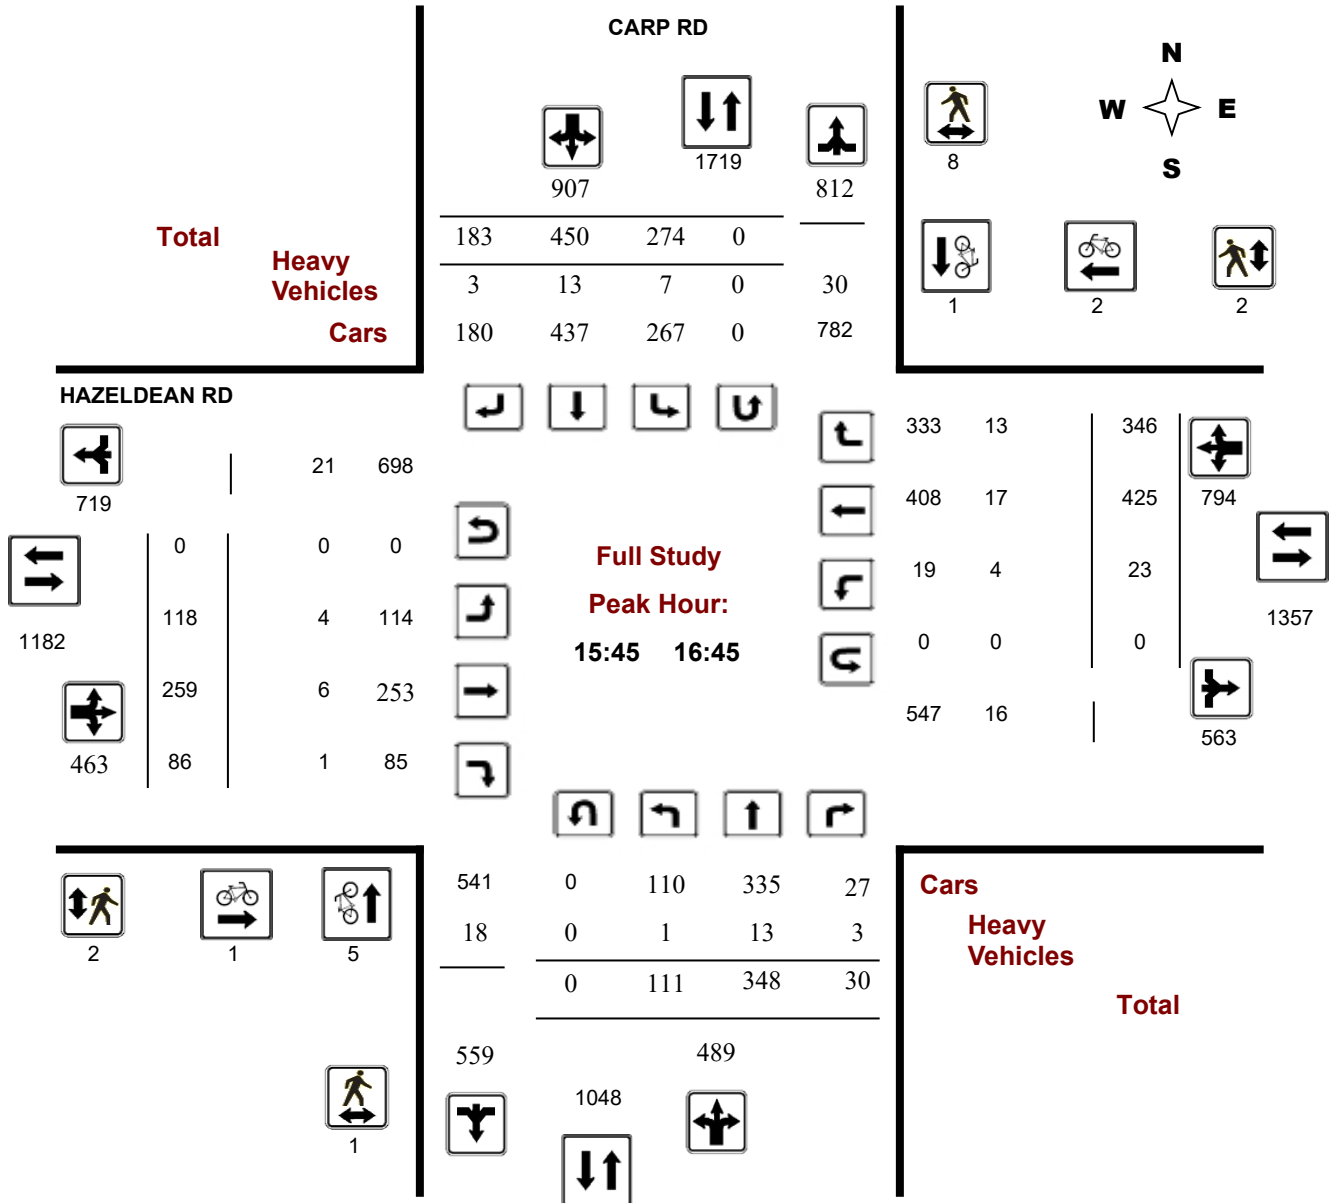 CARP RD
N
W E
S
1719
8
907
812
Total
183 450 274 0
Heavy
Vehicles
3 13 7 0 30
1 2 2
Cars
180 437 267 0 782
HAZELDEAN RD
333 13 346
21 698
719
408 17 425 794
0 0 0
Full Study
19 4 23
118 4 114
Peak Hour:
1357
1182
15:45 16:45
0 0 0
259 6 253
547 16
563
463 86 1 85
541 0 110 335 27
Cars
18 0 1 13 3
Heavy
Vehicles
2 1 5
0 111 348 30
Total
559 489
1048
1